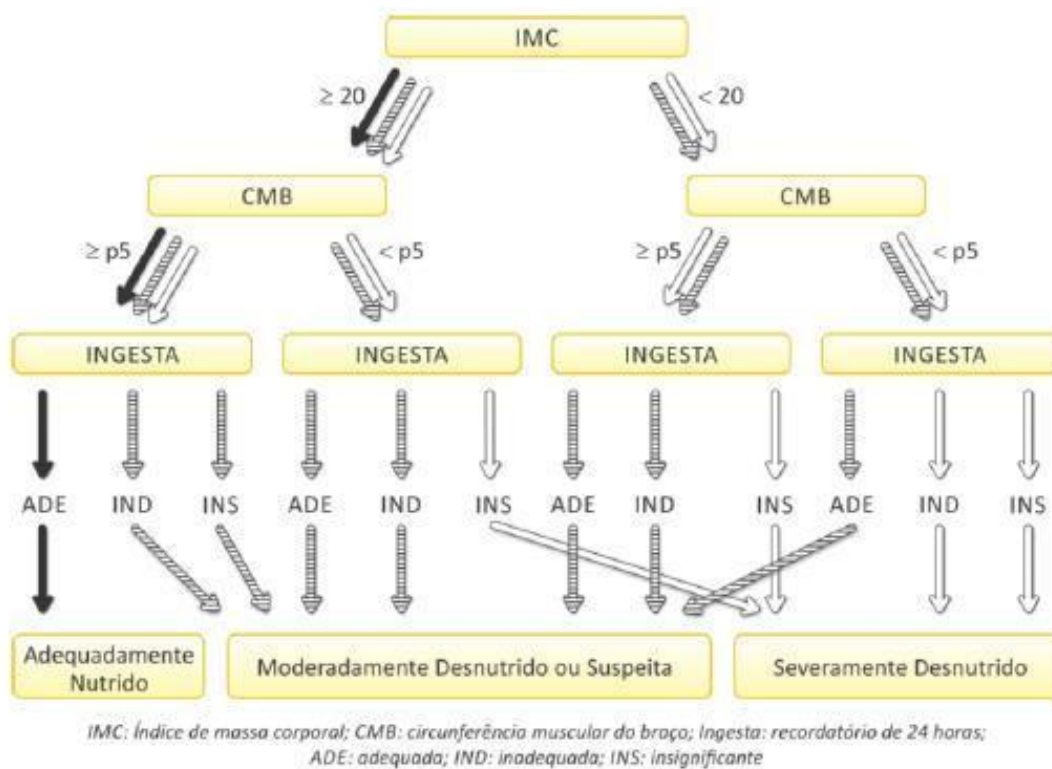 IMC
≥ 20
< 20
CMB
CMB
≥ p5
< p5
≥ p5
< p5
INGESTA
INGESTA
INGESTA
INGESTA
ADE
IND
INS
ADE
IND
INS
ADE
IND
INS
ADE
IND
INS
Adequadamente
Nutrido
Moderadamente Desnutrido ou Suspeita
Severamente Desnutrido
IMC: Índice de massa corporal; CMB: circunferência muscular do braço; Ingesta: recordatório de 24 horas;
ADE: adequada; IND: inadequada; INS: insignificante